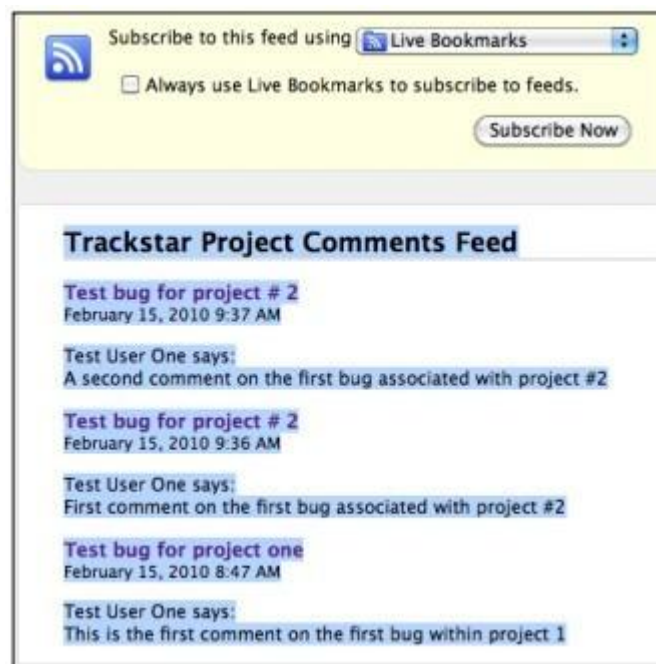 Subscribe to this feed using Live Bookmarks
Always use Live Bookmarks to subscribe to feeds.
Subscribe Now
Trackstar Project Comments Feed
Test bug for project # 2
February 15, 2010 9:37 AM
Test User One says:
A second comment on the first bug associated with project #2
Test bug for project # 2
February 15, 2010 9:36 AM
Test User One says:
First comment on the first bug associated with project #2
Test bug for project one
February 15, 2010 8:47 AM
Test User One says:
This is the first comment on the first bug within project 1